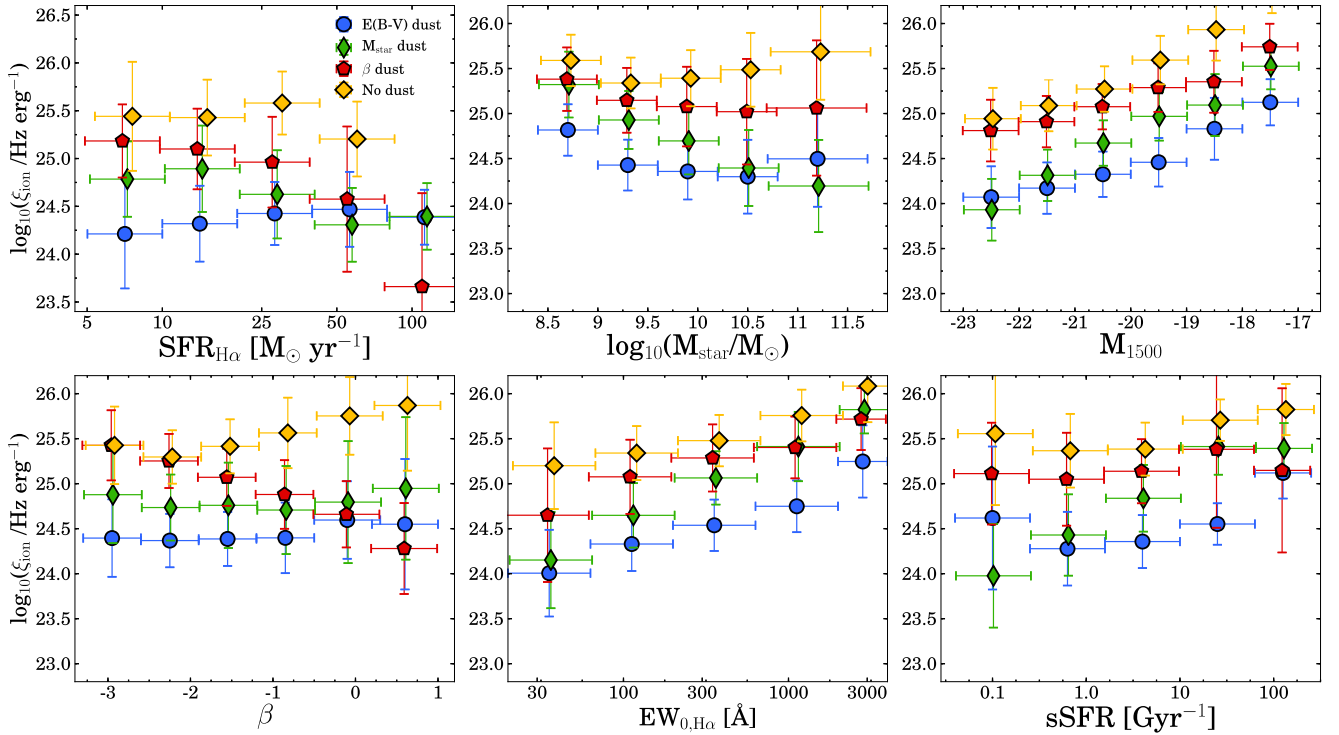 26.5
26.0
25.5
25.0
24.5
24.0
23.5
log₁₀(ξᵢₒₙ /Hz erg⁻¹)
E(B-V) dust
M_star dust
β dust
No dust
5 10 25 50 100
SFR_Hα [M_⊙ yr⁻¹]
26.0
25.5
25.0
24.5
24.0
23.5
23.0
8.5 9 9.5 10 10.5 11 11.5
log₁₀(M_star/M_⊙)
26.0
25.5
25.0
24.5
24.0
23.5
23.0
-23 -22 -21 -20 -19 -18 -17
M₁₅₀₀
26.0
25.5
25.0
24.5
24.0
23.5
23.0
log₁₀(ξᵢₒₙ /Hz erg⁻¹)
-3 -2 -1 0 1
β
26.0
25.5
25.0
24.5
24.0
23.5
23.0
30 100 300 1000 3000
EW₀,Hα [Å]
26.0
25.5
25.0
24.5
24.0
23.5
23.0
0.1 1.0 10 100
sSFR [Gyr⁻¹]